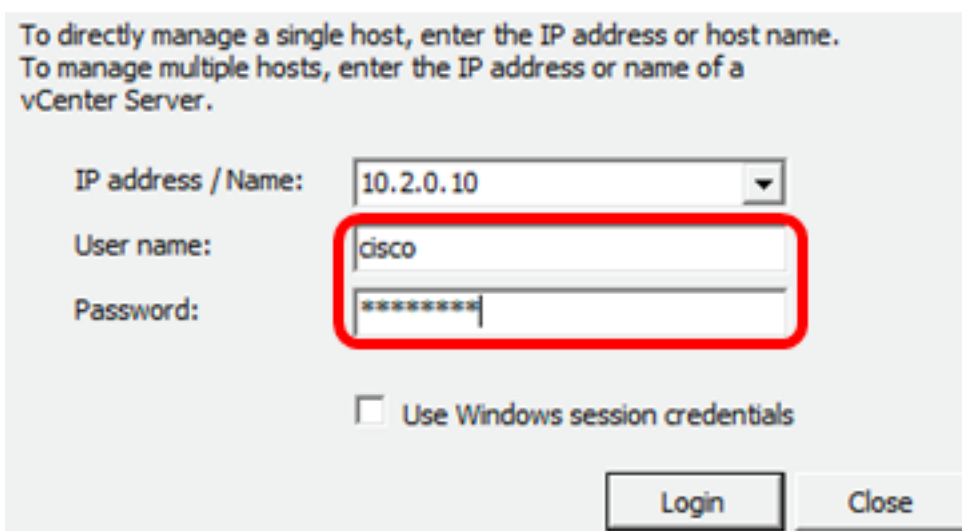 To directly manage a single host, enter the IP address or host name.
To manage multiple hosts, enter the IP address or name of a
vCenter Server.
IP address / Name: 10.2.0.10
User name: cisco
Password: ********
Use Windows session credentials
Login Close